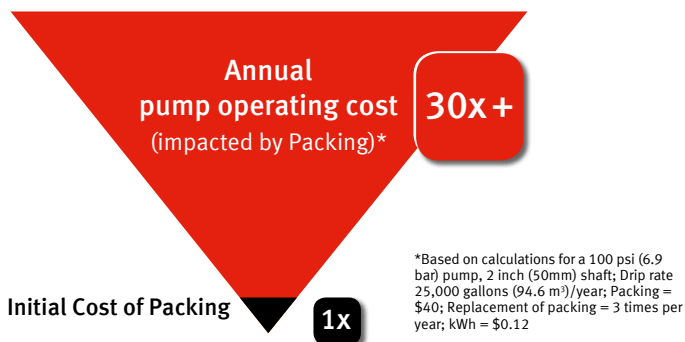 Annual
pump operating cost
(impacted by Packing)*
30x+
Initial Cost of Packing
1x
*Based on calculations for a 100 psi (6.9
bar) pump, 2 inch (50mm) shaft; Drip rate
25,000 gallons (94.6 m³)/year; Packing =
$40; Replacement of packing = 3 times per
year; kWh = $0.12